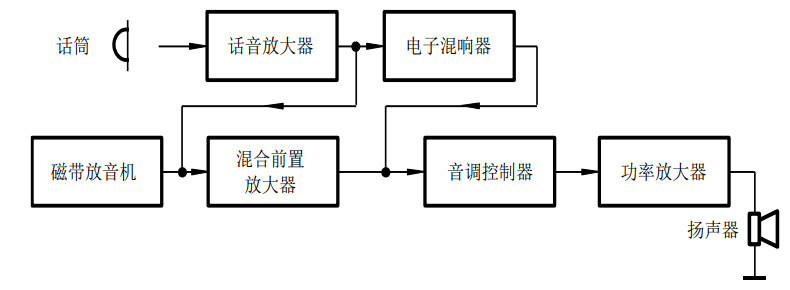 话筒
话音放大器
电子混响器
磁带放音机
混合前置
放大器
音调控制器
功率放大器
扬声器